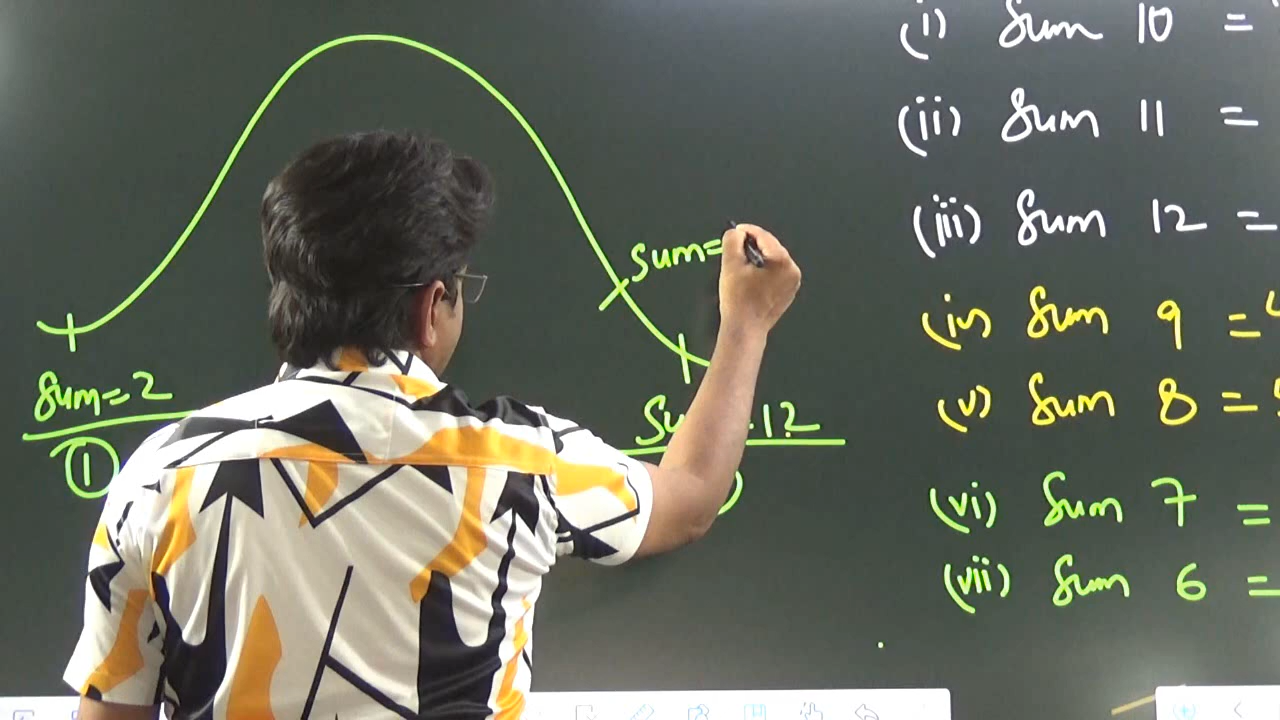 (i) Sum 10 =
(ii) Sum 11 =
(iii) Sum 12 =
(iv) Sum 9 = 4
(v) Sum 8 =
(vi) Sum 7 =
(vii) Sum 6 =
Sum=
Sum=2
1
12